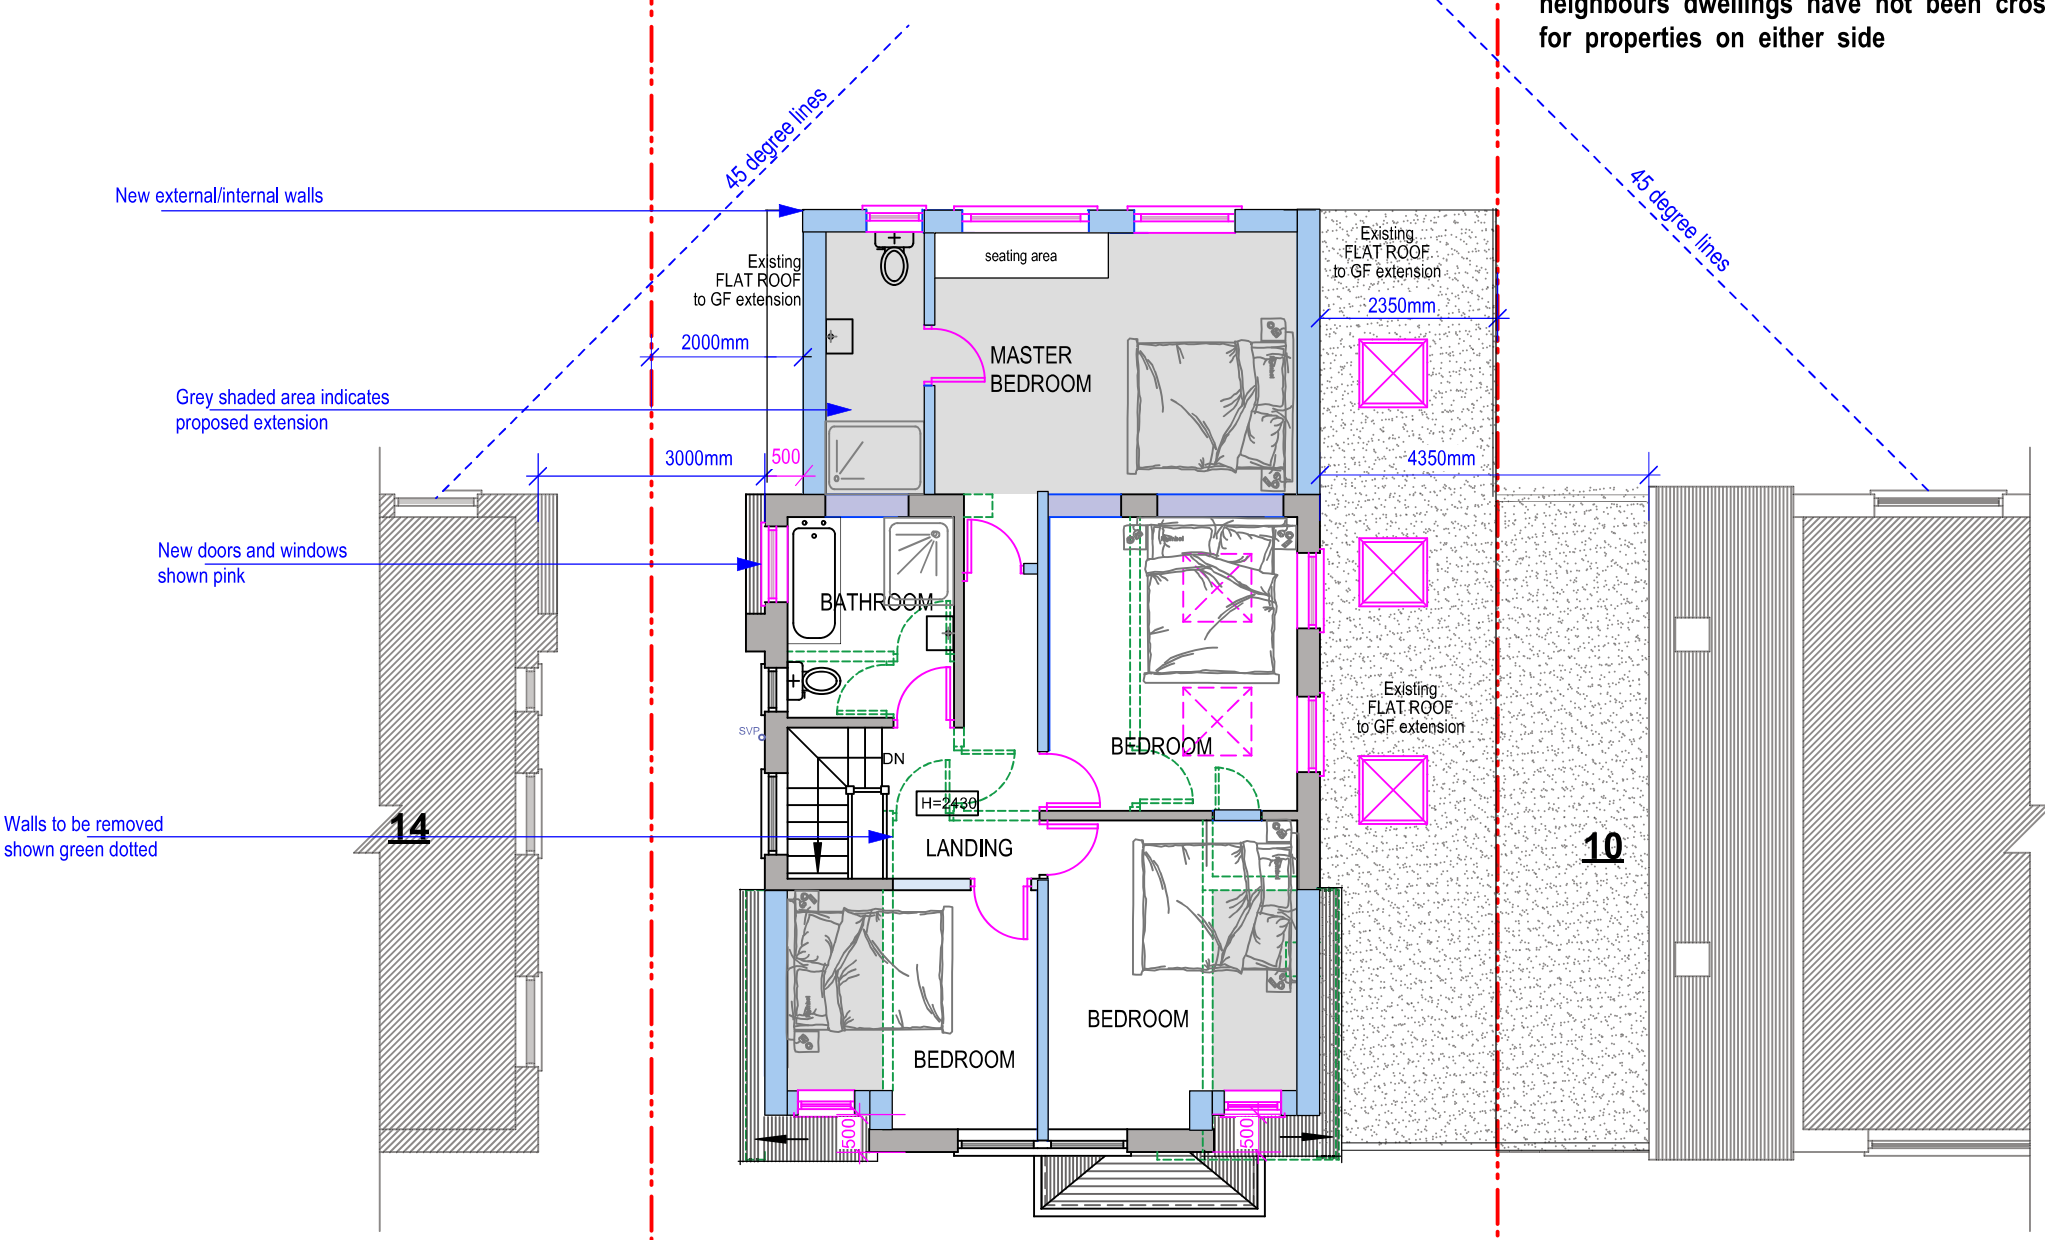 neighbours dwellings have not been cros
for properties on either side
45 degree lines
45 degree lines
New external/internal walls
Existing
FLAT ROOF
to GF extension
seating area
Existing
FLAT ROOF
to GF extension
2350mm
2000mm
MASTER
BEDROOM
Grey shaded area indicates
proposed extension
3000mm
500
4350mm
New doors and windows
shown pink
BATHROOM
Existing
FLAT ROOF
to GF extension
SVP
BEDROOM
DN
H=2430
Walls to be removed
shown green dotted
14
LANDING
10
BEDROOM
BEDROOM
500
500